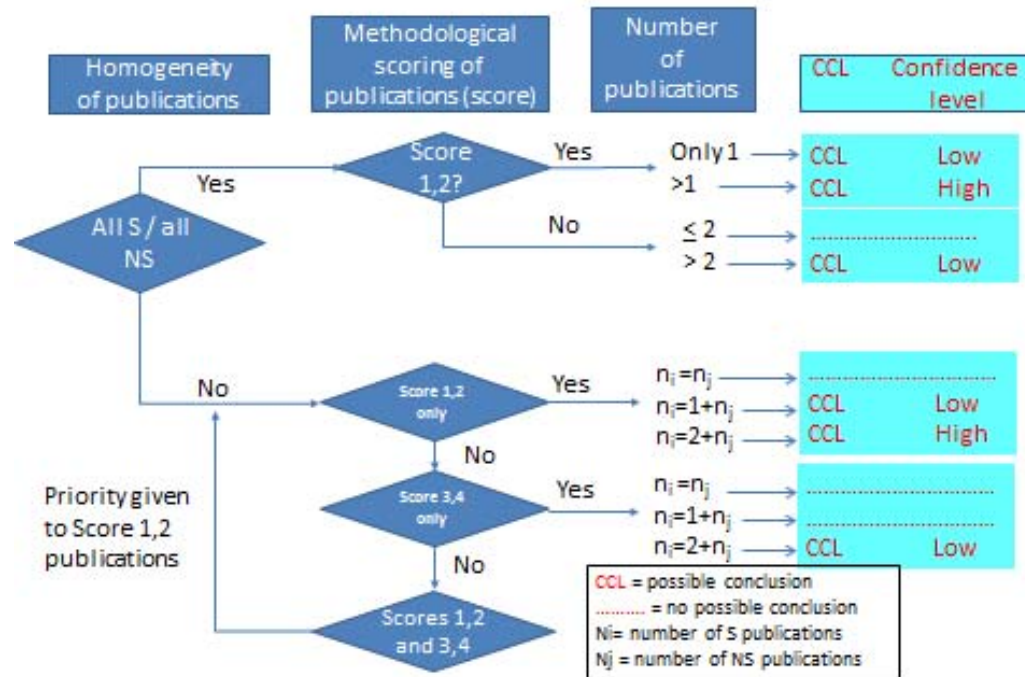 Homogeneity
of publications
Methodological
scoring of
publications (score)
Number
of
publications
CCL Confidence
level
All S / all
NS
Yes
Score
1,2?
Yes
Only 1
CCL Low
>1
CCL High
No
≤ 2
..............................
> 2
CCL Low
No
Score 1,2
only
Yes
nᵢ =nⱼ
..................................
nᵢ=1+nⱼ
CCL Low
nᵢ=2+nⱼ
CCL High
No
Score 3,4
only
Yes
nᵢ =nⱼ
..................................
nᵢ=1+nⱼ
..................................
nᵢ=2+nⱼ
CCL Low
No
Scores 1,2
and 3,4
Priority given
to Score 1,2
publications
CCL = possible conclusion
........... = no possible conclusion
Ni= number of S publications
Nj = number of NS publications